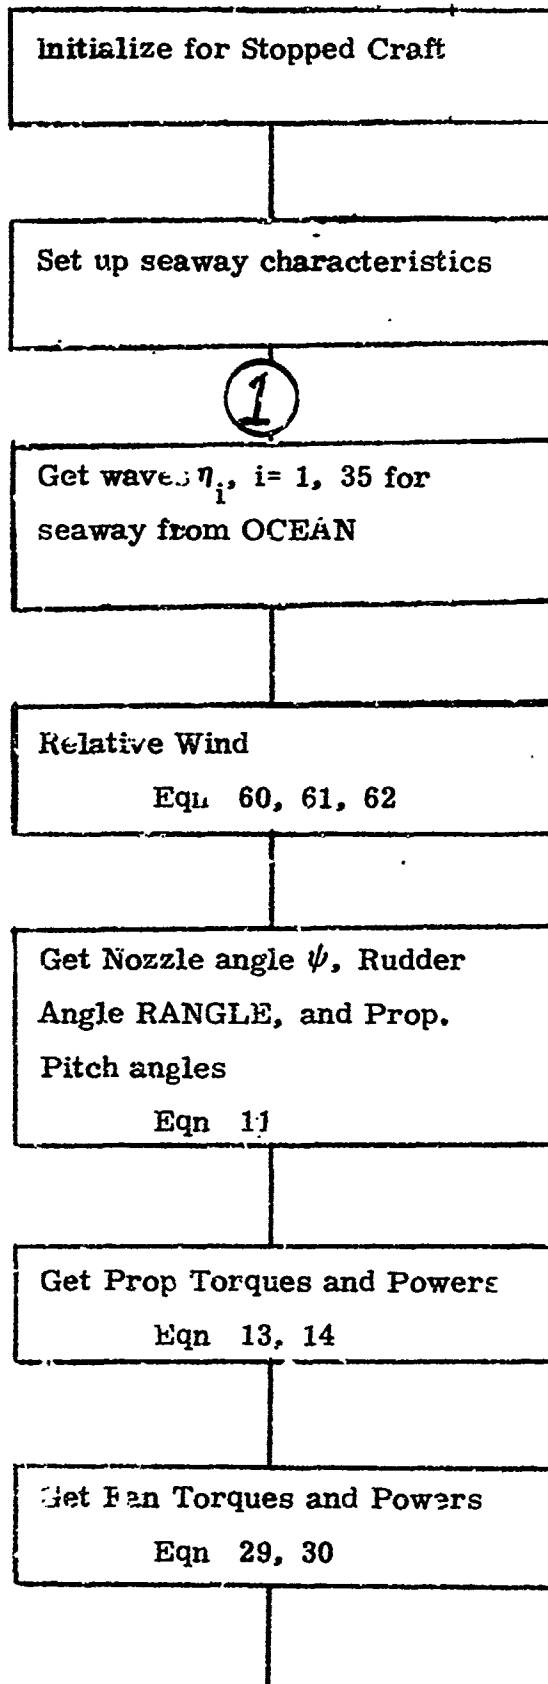 Initialize for Stopped Craft
Set up seaway characteristics
1
Get waves ηi, i= 1, 35 for
seaway from OCEAN
Relative Wind
Eqn 60, 61, 62
Get Nozzle angle ψ, Rudder
Angle RANGLE, and Prop.
Pitch angles
Eqn 11
Get Prop Torques and Powers
Eqn 13, 14
Get Fan Torques and Powers
Eqn 29, 30